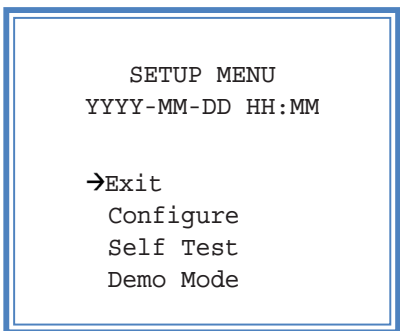 SETUP MENU
YYYY-MM-DD HH:MM
→Exit
Configure
Self Test
Demo Mode